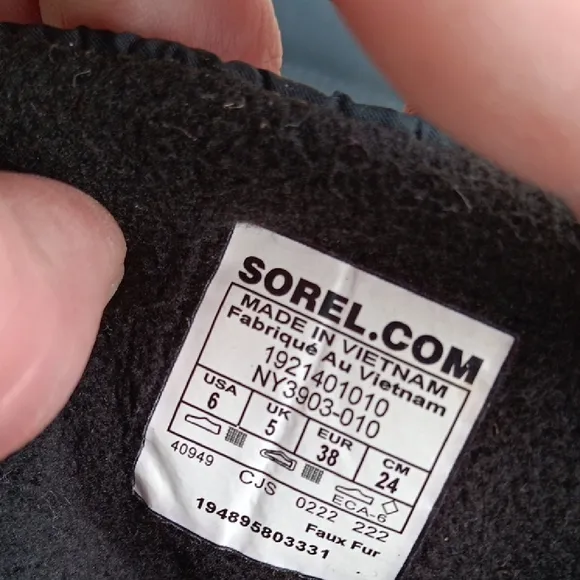 SOREL.COM
MADE IN VIETNAM
Fabriqué Au Vietnam
1921401010
NY3903-010
USA UK EUR CM
6 5 38 24
ECA-6
40949 CJS 0222 222
194895803331 Faux Fur